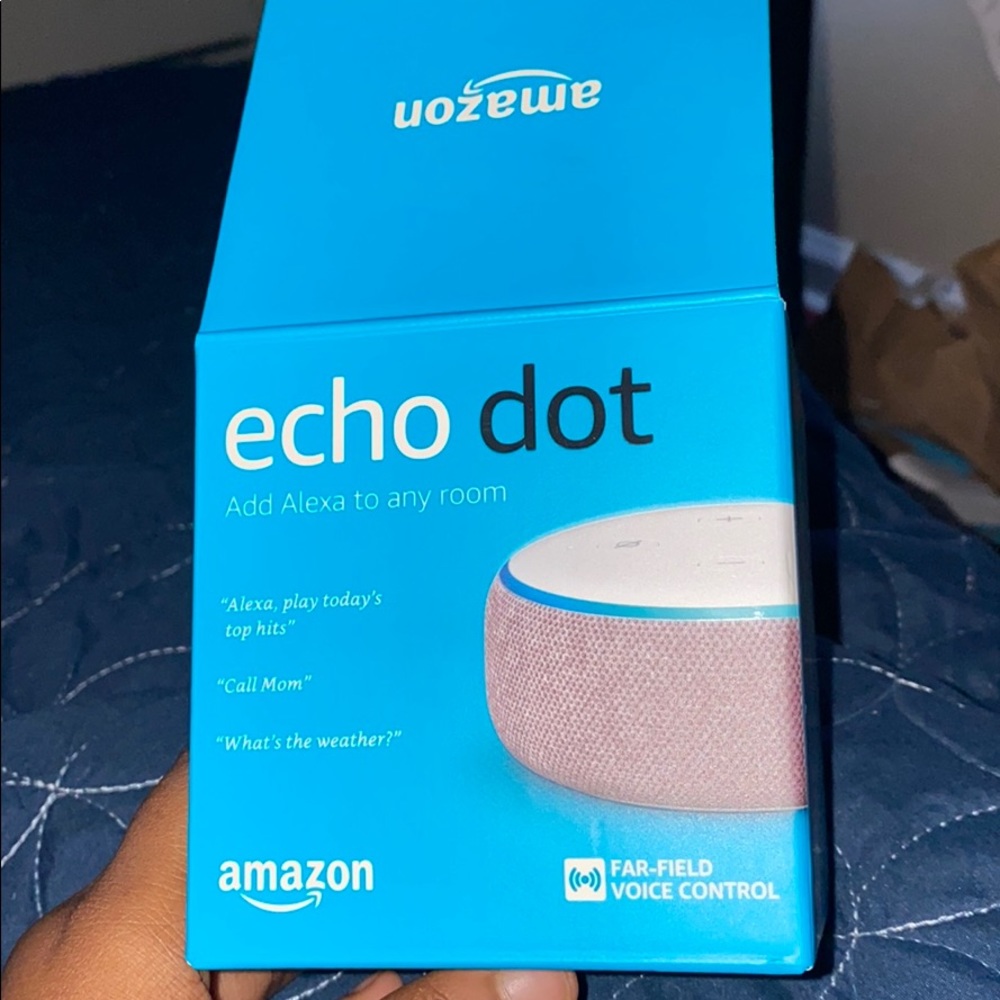 amazon
echo dot
Add Alexa to any room
“Alexa, play today's
top hits”
“Call Mom”
“What's the weather?”
amazon
FAR-FIELD
VOICE CONTROL